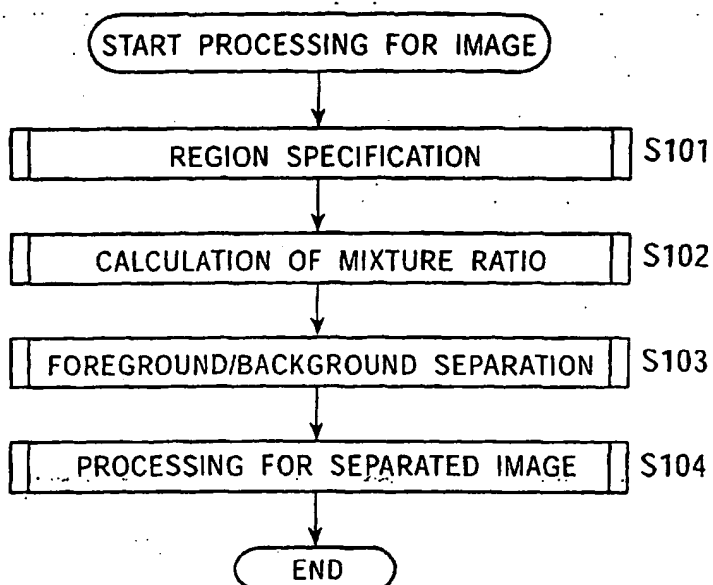 START PROCESSING FOR IMAGE
REGION SPECIFICATION S101
CALCULATION OF MIXTURE RATIO S102
FOREGROUND/BACKGROUND SEPARATION S103
PROCESSING FOR SEPARATED IMAGE S104
END